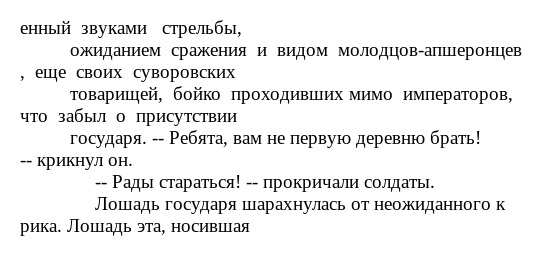 енный звуками стрельбы,
ожиданием сражения и видом молодцов-апшеронцев
, еще своих суворовских
товарищей, бойко проходивших мимо императоров,
что забыл о присутствии
государя. -- Ребята, вам не первую деревню брать!
-- крикнул он.
-- Рады стараться! -- прокричали солдаты.
Лошадь государя шарахнулась от неожиданного к
рика. Лошадь эта, носившая